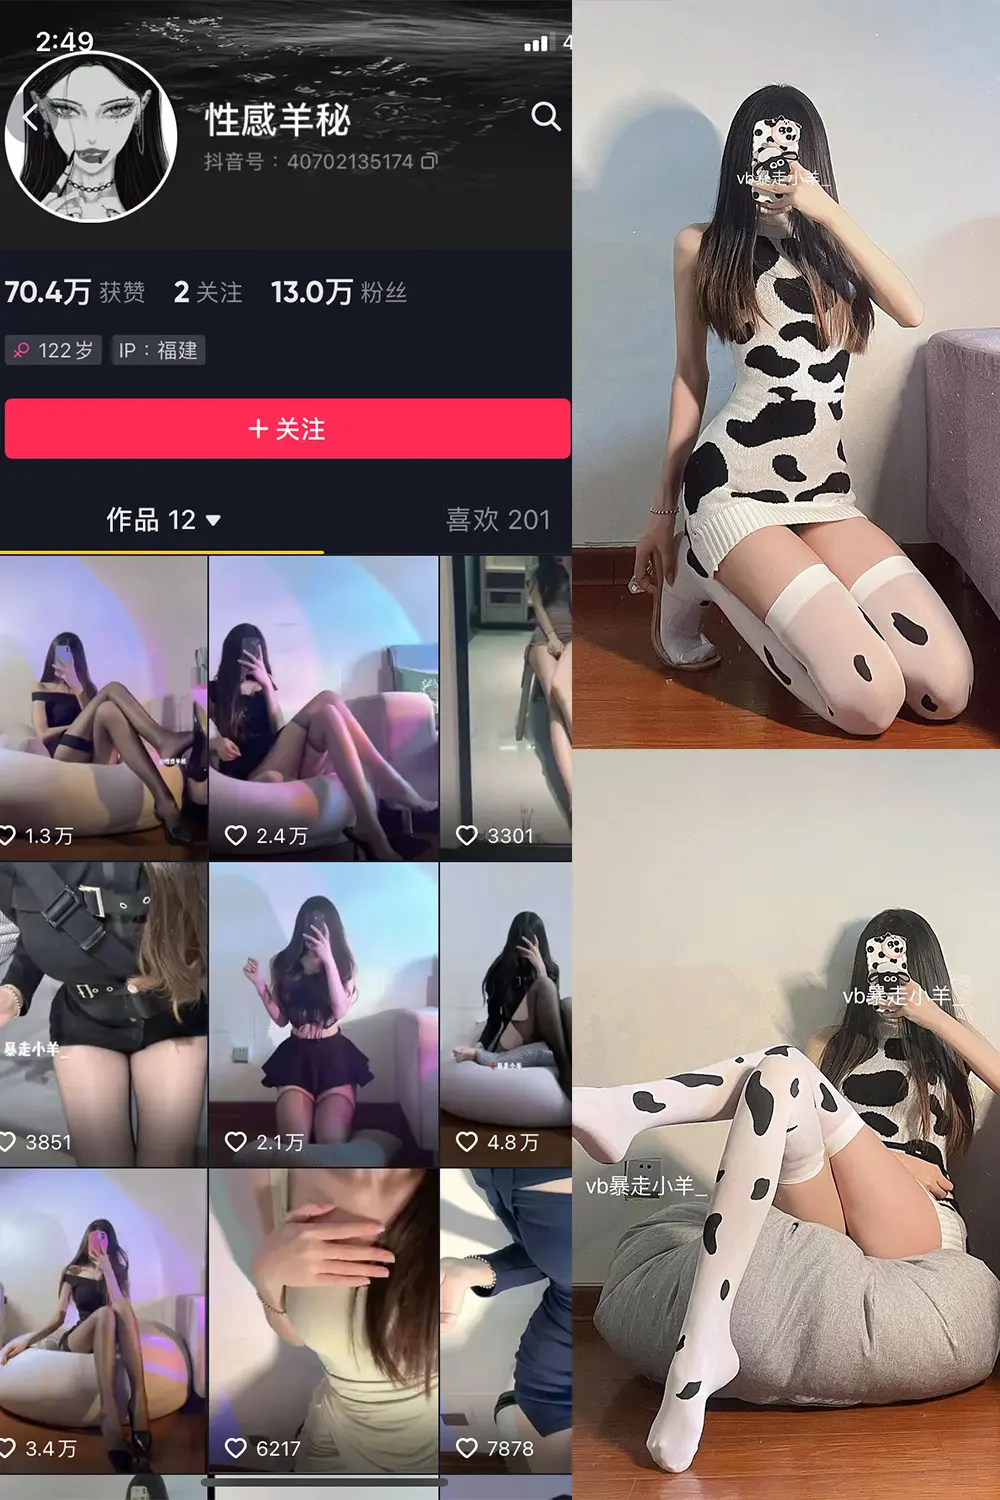 2:49
4
性感羊秘
抖音号：40702135174
70.4万 获赞 2 关注 13.0万 粉丝
122岁 IP：福建
+ 关注
作品 12 喜欢 201
1.3万
2.4万
3301
暴走小羊_
3851
2.1万
4.8万
3.4万
6217
7878
vb暴走小羊_
vb暴走小羊_
vb暴走小羊_